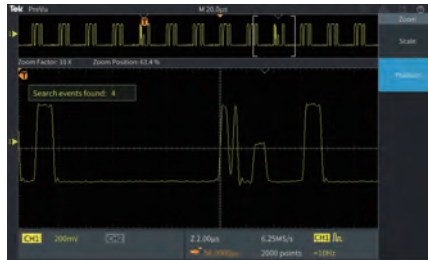 Tek PreVu
M 20.0µs
Zoom
Zoom Factor: 10 X
Zoom Position: 63.4 %
Scale
Position
Search events found: 4
CH1
200mV
CH2
Z 2.00µs
6.25MS/s
CH1
2000 points
<10Hz